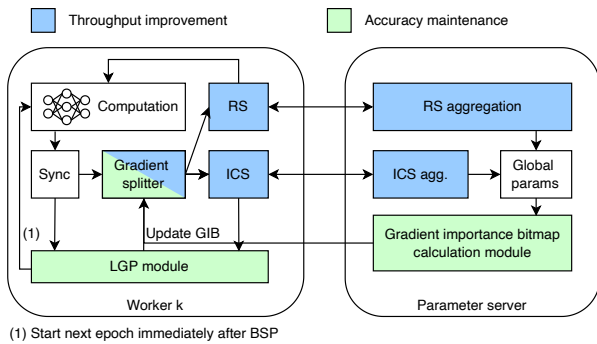 Throughput improvement
Accuracy maintenance
Computation
RS
RS aggregation
Sync
Gradient
splitter
ICS
ICS agg.
Global
params
(1)
Update GIB
Gradient importance bitmap
calculation module
LGP module
Worker k
Parameter server
(1) Start next epoch immediately after BSP